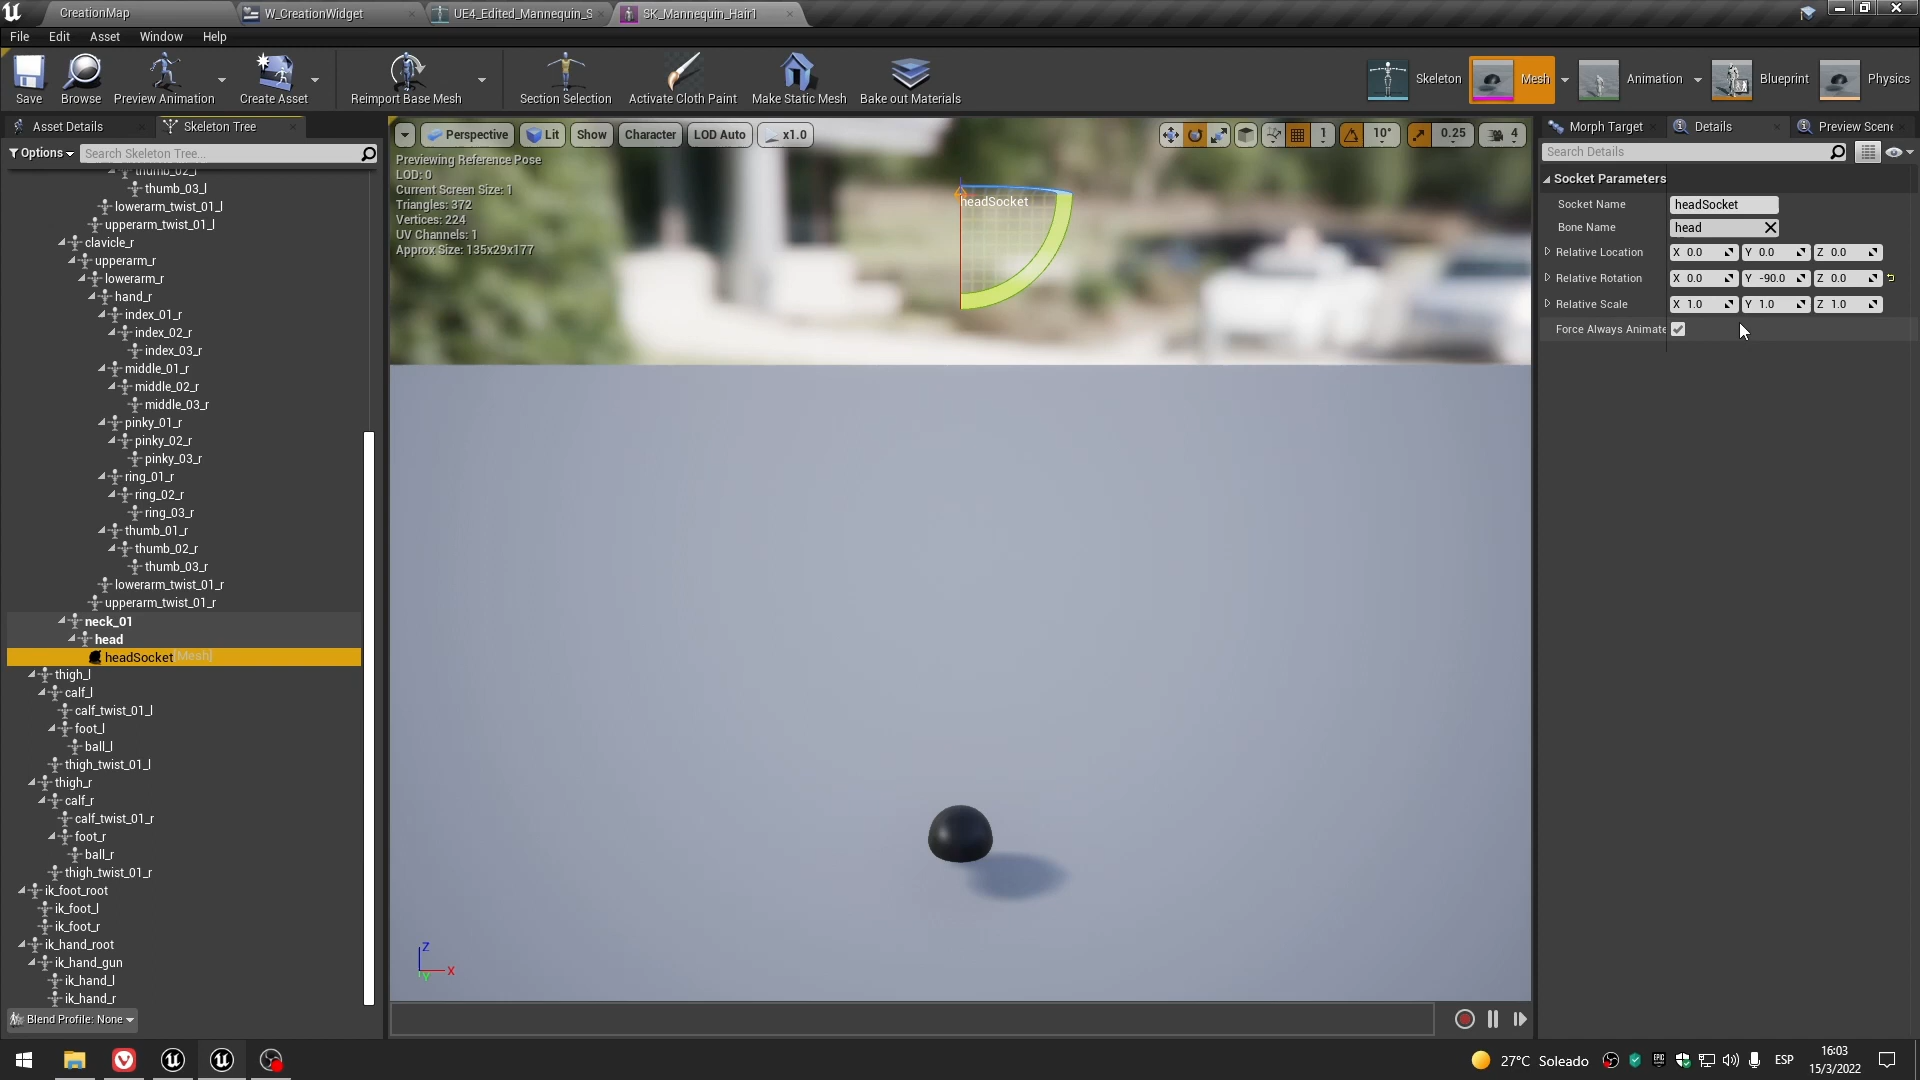 CreationMap
W_CreationWidget
UE4_Edited_Mannequin_S
SK_Mannequin_Hair1
File
Edit
Asset
Window
Help
Save
Browse
Preview Animation
Create Asset
Reimport Base Mesh
Section Selection
Activate Cloth Paint
Make Static Mesh
Bake out Materials
Skeleton
Mesh
Animation
Blueprint
Physics
Asset Details
Skeleton Tree
Options
Search Skeleton Tree...
thumb_02_l
thumb_03_l
lowerarm_twist_01_l
upperarm_twist_01_l
clavicle_r
upperarm_r
lowerarm_r
hand_r
index_01_r
index_02_r
index_03_r
middle_01_r
middle_02_r
middle_03_r
pinky_01_r
pinky_02_r
pinky_03_r
ring_01_r
ring_02_r
ring_03_r
thumb_01_r
thumb_02_r
thumb_03_r
lowerarm_twist_01_r
upperarm_twist_01_r
neck_01
head
headSocket [Mesh]
thigh_l
calf_l
calf_twist_01_l
foot_l
ball_l
thigh_twist_01_l
thigh_r
calf_r
calf_twist_01_r
foot_r
ball_r
thigh_twist_01_r
ik_foot_root
ik_foot_l
ik_foot_r
ik_hand_root
ik_hand_gun
ik_hand_l
ik_hand_r
Blend Profile: None
Perspective
Lit
Show
Character
LOD Auto
x1.0
1
10°
0.25
4
Previewing Reference Pose
LOD: 0
Current Screen Size: 1
Triangles: 372
Vertices: 224
UV Channels: 1
Approx Size: 135x29x177
headSocket
Z
X
Y
Morph Target
Details
Preview Scene
Search Details
Socket Parameters
Socket Name
headSocket
Bone Name
head
Relative Location
X 0.0
Y 0.0
Z 0.0
Relative Rotation
X 0.0
Y -90.0
Z 0.0
Relative Scale
X 1.0
Y 1.0
Z 1.0
Force Always Animate
27°C Soleado
ESP
16:03
15/3/2022